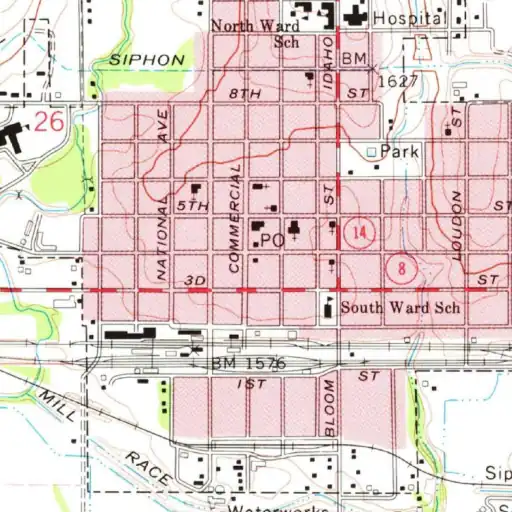 North Ward
Sch
Hospital
SIPHON
IDAHO
BM
1627
8TH
ST
26
AVE
ST
Park
COMMERCIAL
NATIONAL
5TH
ST
LOUDON
ST
PO
14
8
3D
ST
South Ward Sch
BM 1576
1ST
ST
BLOOM
MILL
RACE
Sip
Waterworks
S